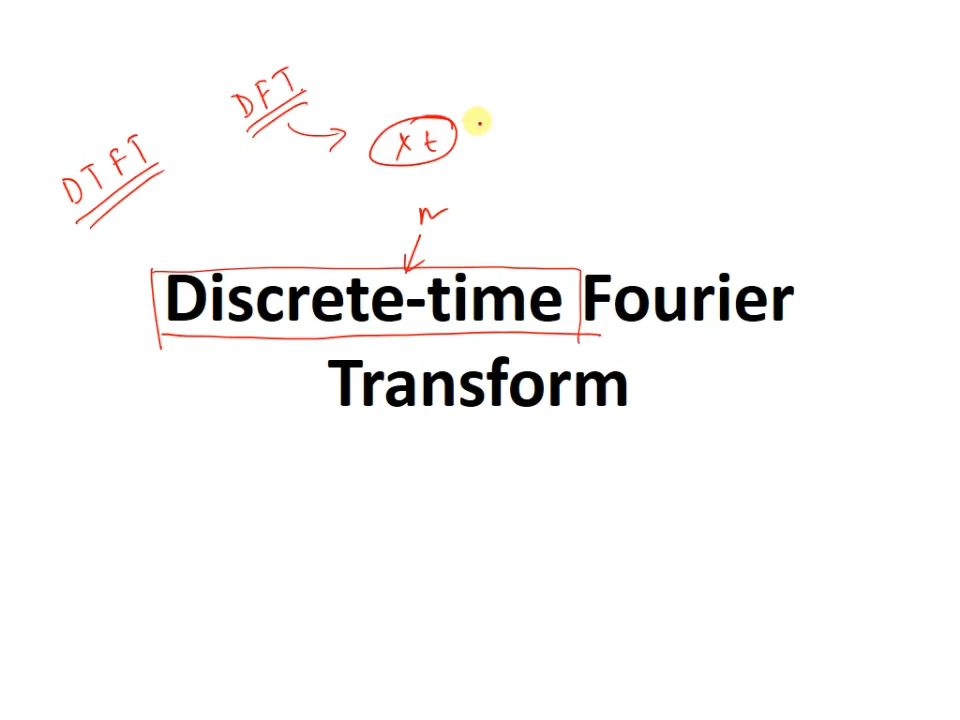 DFT
DTFT
x t
n
Discrete-time Fourier
Transform